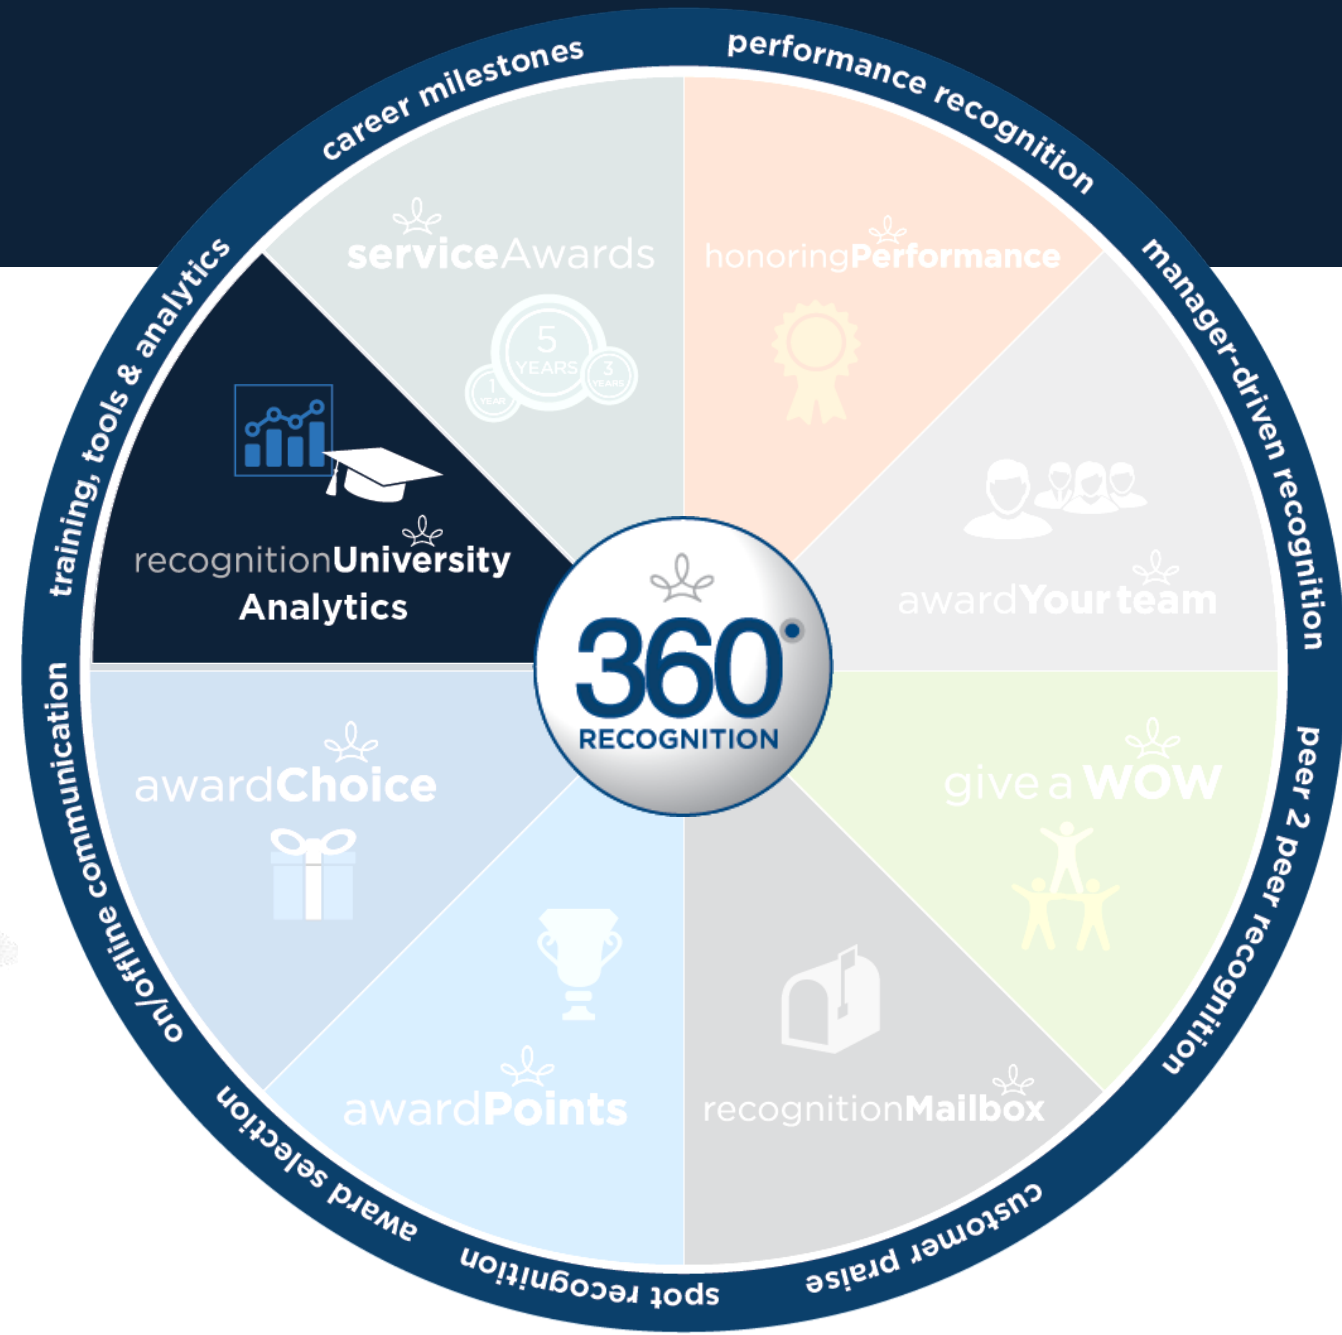 career milestones
performance recognition
manager-driven recognition
peer 2 peer recognition
customer praise
spot recognition
award selection
on/offline communication
training, tools & analytics
serviceAwards
5
YEARS
1
YEAR
3
YEARS
honoringPerformance
awardYour team
give a WOW
recognitionMailbox
awardPoints
awardChoice
recognitionUniversity
Analytics
360°
RECOGNITION